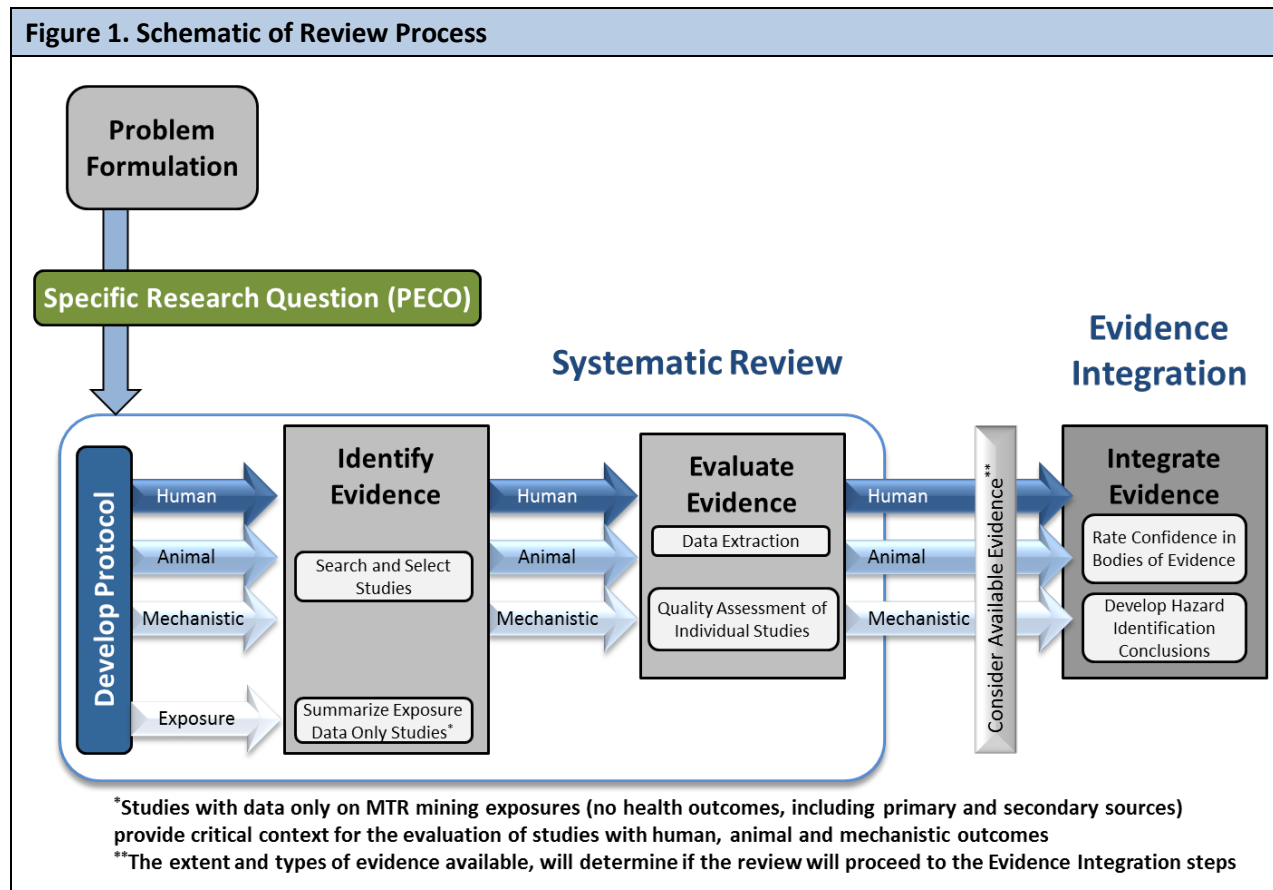 Figure 1. Schematic of Review Process
Problem
Formulation
Specific Research Question (PECO)
Systematic Review
Evidence
Integration
Develop Protocol
Human
Animal
Mechanistic
Exposure
Identify
Evidence
Search and Select
Studies
Summarize Exposure
Data Only Studies*
Human
Animal
Mechanistic
Evaluate
Evidence
Data Extraction
Quality Assessment of
Individual Studies
Human
Animal
Mechanistic
Consider Available Evidence**
Integrate
Evidence
Rate Confidence in
Bodies of Evidence
Develop Hazard
Identification
Conclusions
*Studies with data only on MTR mining exposures (no health outcomes, including primary and secondary sources)
provide critical context for the evaluation of studies with human, animal and mechanistic outcomes
**The extent and types of evidence available, will determine if the review will proceed to the Evidence Integration steps